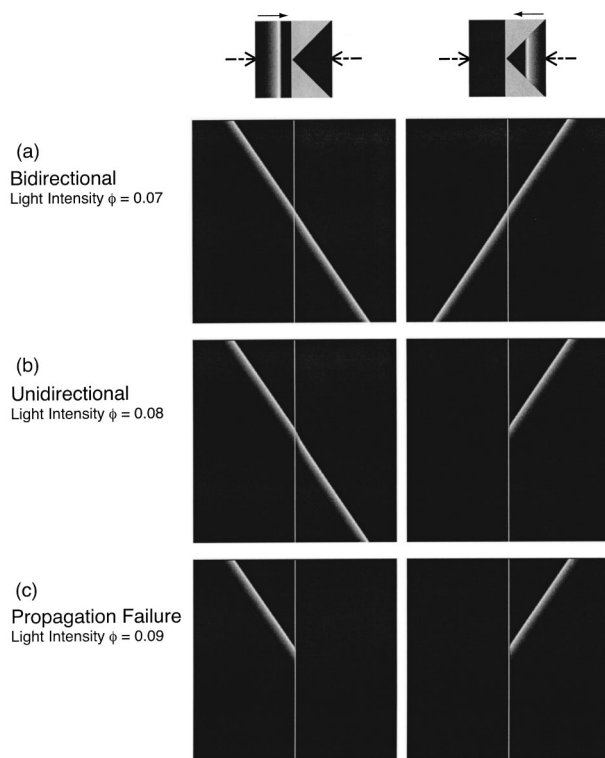 (a)
Bidirectional
Light Intensity ϕ = 0.07
(b)
Unidirectional
Light Intensity ϕ = 0.08
(c)
Propagation Failure
Light Intensity ϕ = 0.09